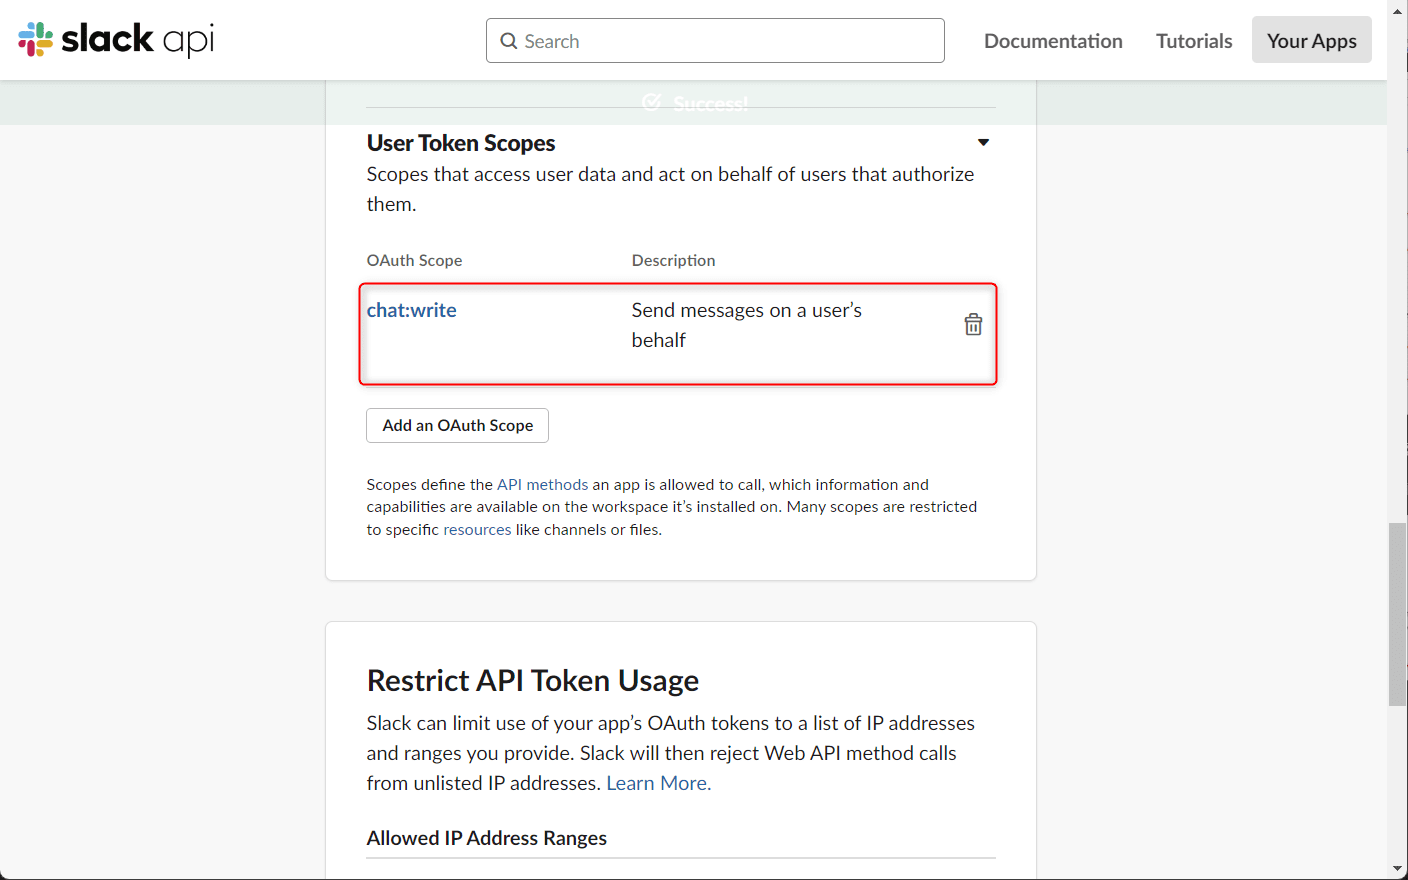 slack api
Search
Documentation
Tutorials
Your Apps
Success!
User Token Scopes
Scopes that access user data and act on behalf of users that authorize
them.
OAuth Scope
Description
chat:write
Send messages on a user’s
behalf
Add an OAuth Scope
Scopes define the API methods an app is allowed to call, which information and
capabilities are available on the workspace it’s installed on. Many scopes are restricted
to specific resources like channels or files.
Restrict API Token Usage
Slack can limit use of your app’s OAuth tokens to a list of IP addresses
and ranges you provide. Slack will then reject Web API method calls
from unlisted IP addresses. Learn More.
Allowed IP Address Ranges